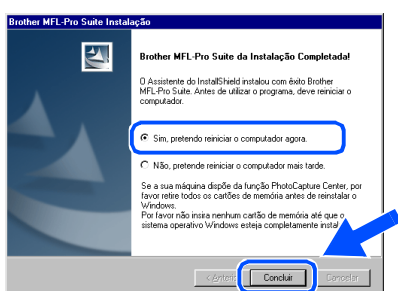 Brother MFL-Pro Suite Instalação
Brother MFL-Pro Suite da Instalação Completada!
O Assistente do InstallShield instalou com êxito Brother
MFL-Pro Suite. Antes de utilizar o programa, deve reiniciar o
computador.
Sim, pretendo reiniciar o computador agora.
Não, pretende reiniciar o computador mais tarde.
Se a sua máquina dispõe da função PhotoCapture Center, por
favor retire todos os cartões de memória antes de reinstalar o
Windows.
Por favor não insira nenhum cartão de memória até que o
sistema operativo Windows esteja completamente
Concluir
Cancelar